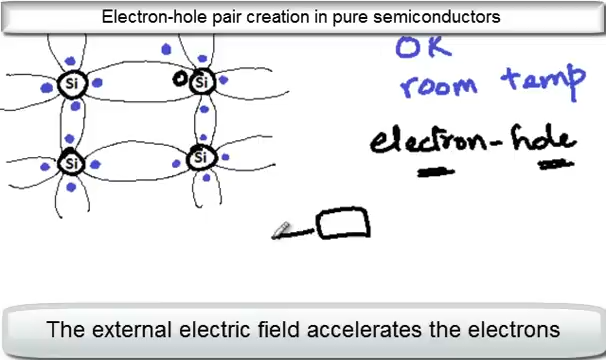 Electron-hole pair creation in pure semiconductors
OK
room temp
Si
Si
electron-hole
Si
Si
The external electric field accelerates the electrons